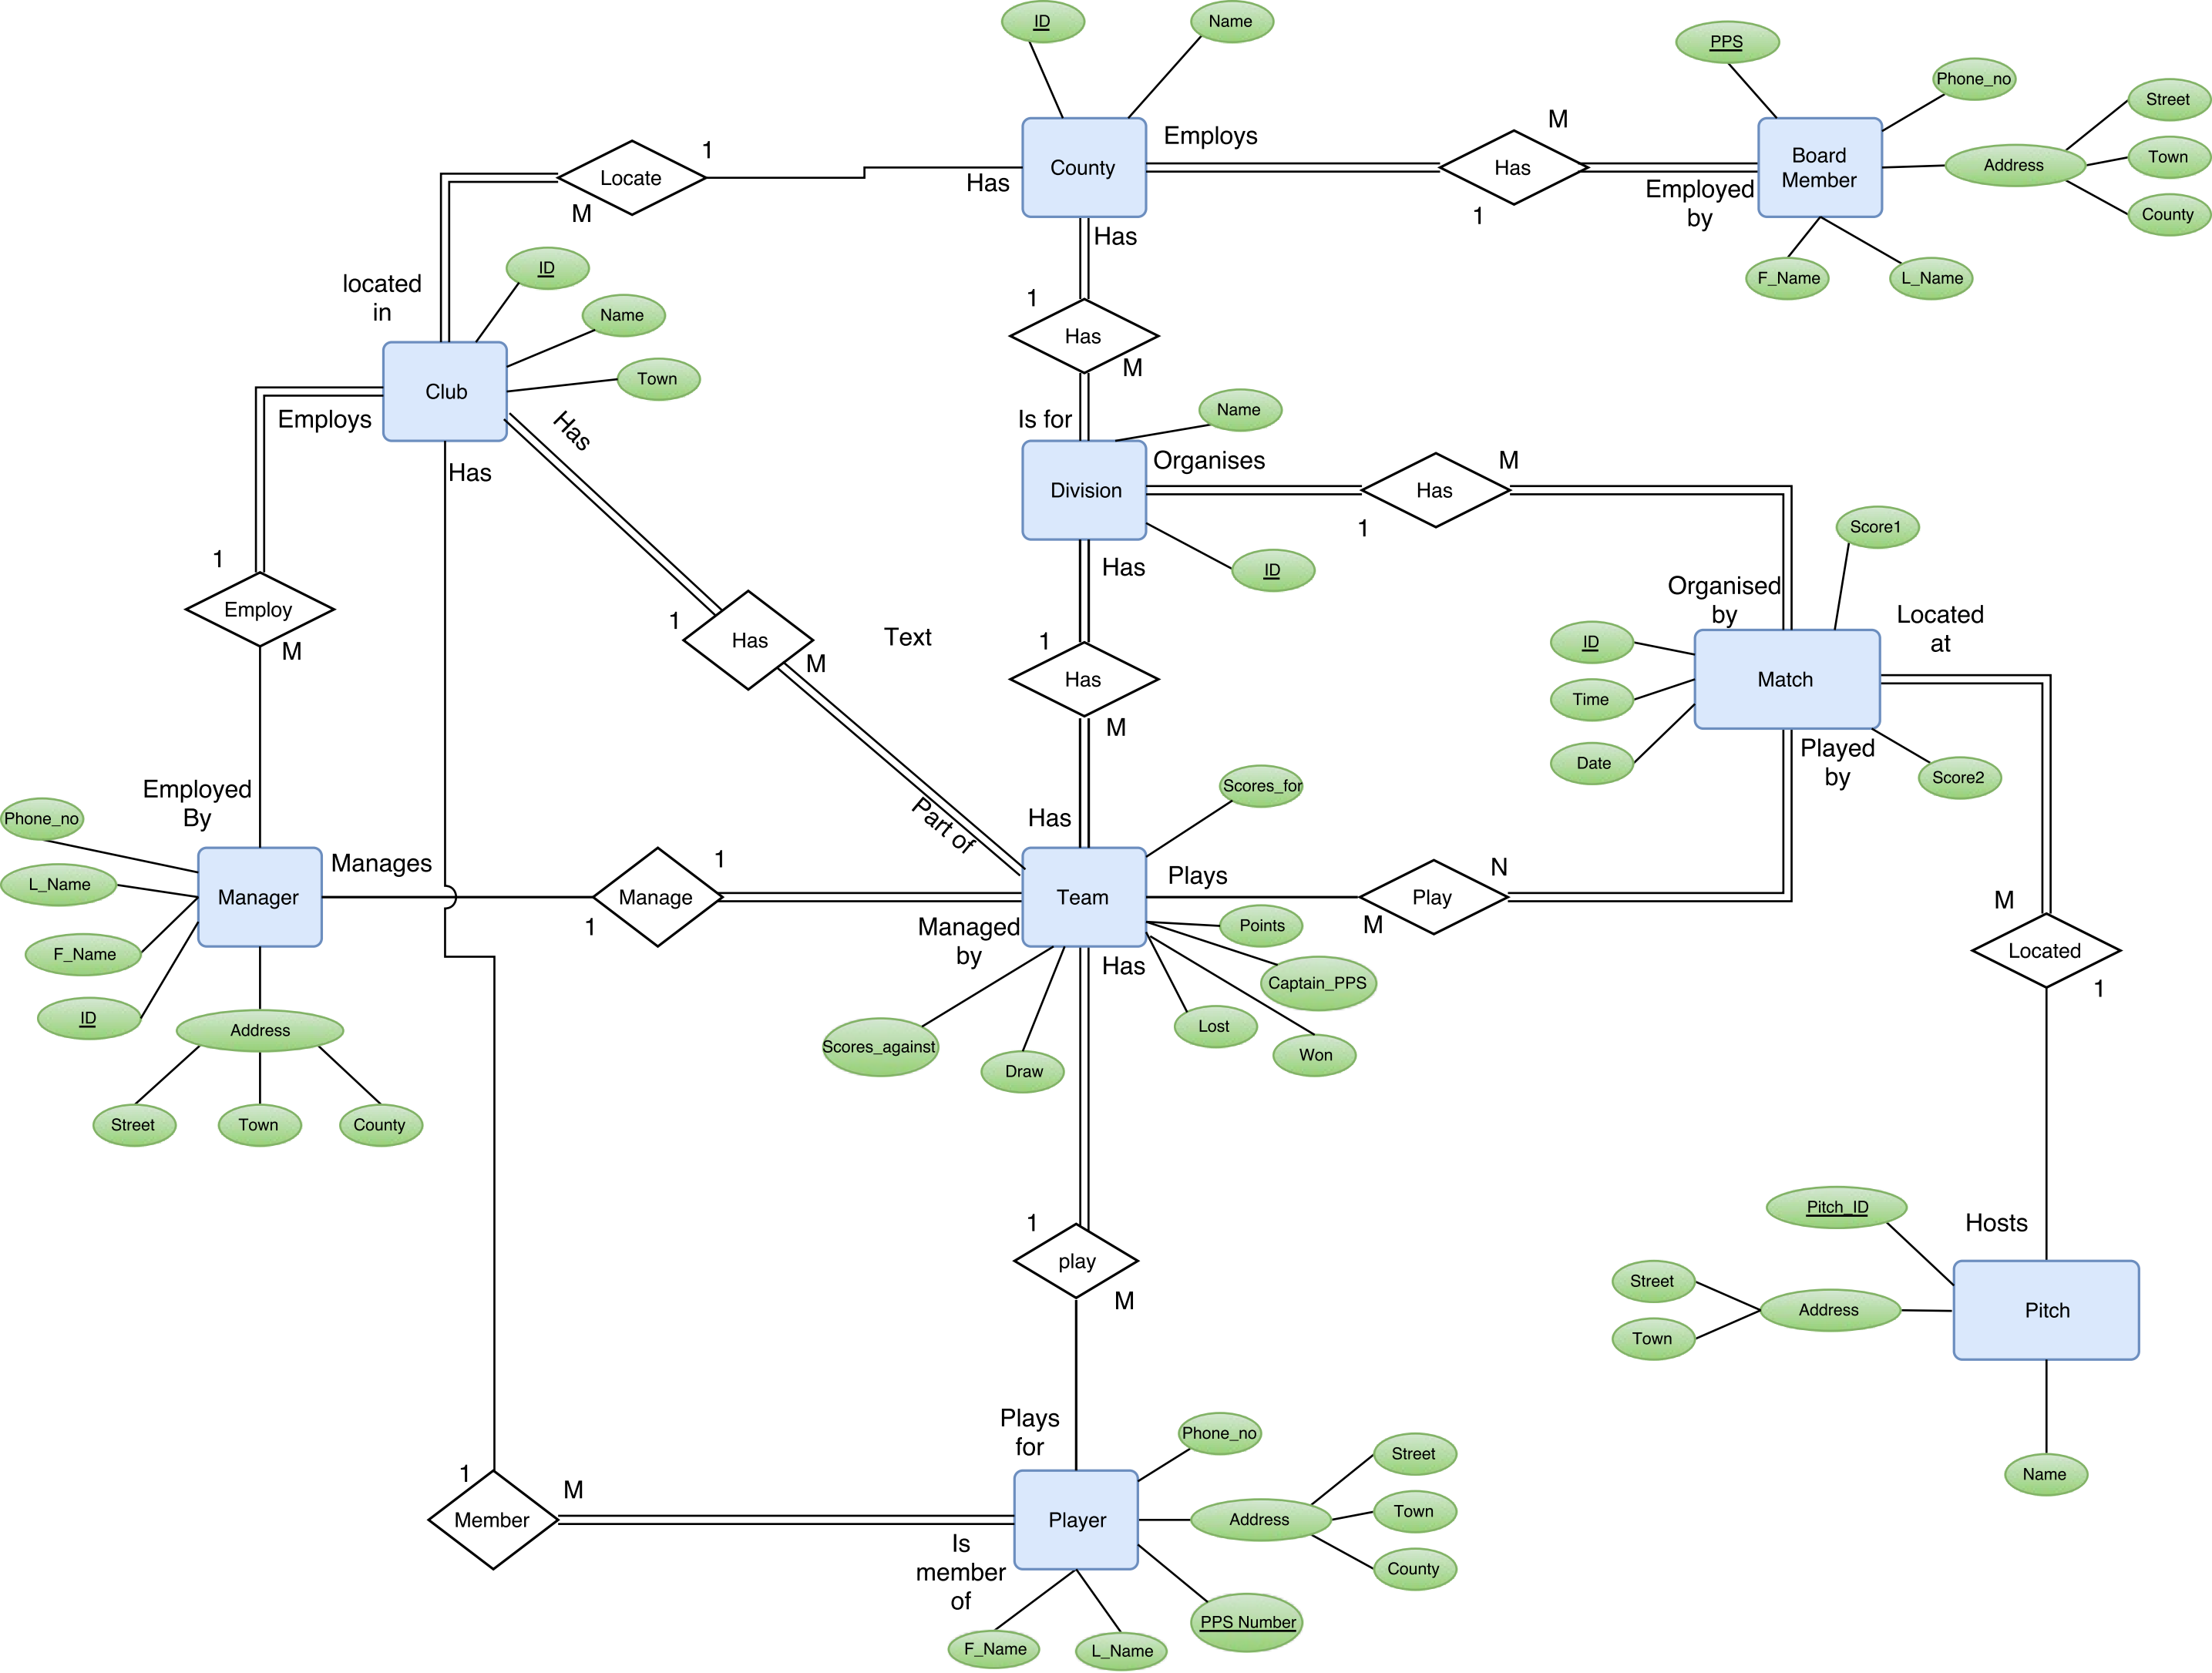 ID
Name
PPS
Phone_no
Street
Town
County
Address
Board
Member
F_Name
L_Name
Employed
by
M
Has
1
Employs
County
Has
1
Locate
M
located
in
Has
1
Has
M
Is for
ID
Name
Town
Club
Employs
Has
Has
1
Employ
M
Employed
By
1
Has
M
Part of
Text
Name
Division
Organises
ID
Has
1
Has
M
Has
1
Has
M
Organised
by
Score1
Located
at
ID
Time
Date
Match
Played
by
Score2
Phone_no
L_Name
F_Name
ID
Manager
Manages
Address
Street
Town
County
1
Manage
1
Managed
by
Team
Scores_for
Plays
Points
Captain_PPS
Has
Lost
Won
Scores_against
Draw
N
Play
M
M
Located
1
Hosts
Pitch_ID
Street
Town
Address
Pitch
Name
1
play
M
Plays
for
1
Member
M
Is
member
of
Player
Phone_no
Address
Street
Town
County
PPS Number
F_Name
L_Name